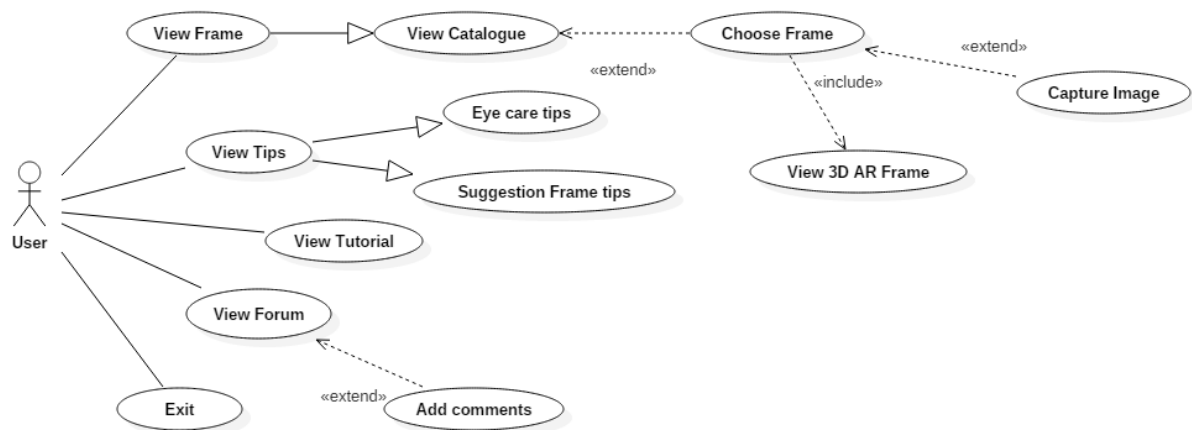 View Frame
View Catalogue
Choose Frame
«extend»
«extend»
«include»
Capture Image
Eye care tips
View Tips
View 3D AR Frame
Suggestion Frame tips
User
View Tutorial
View Forum
«extend»
Exit
Add comments